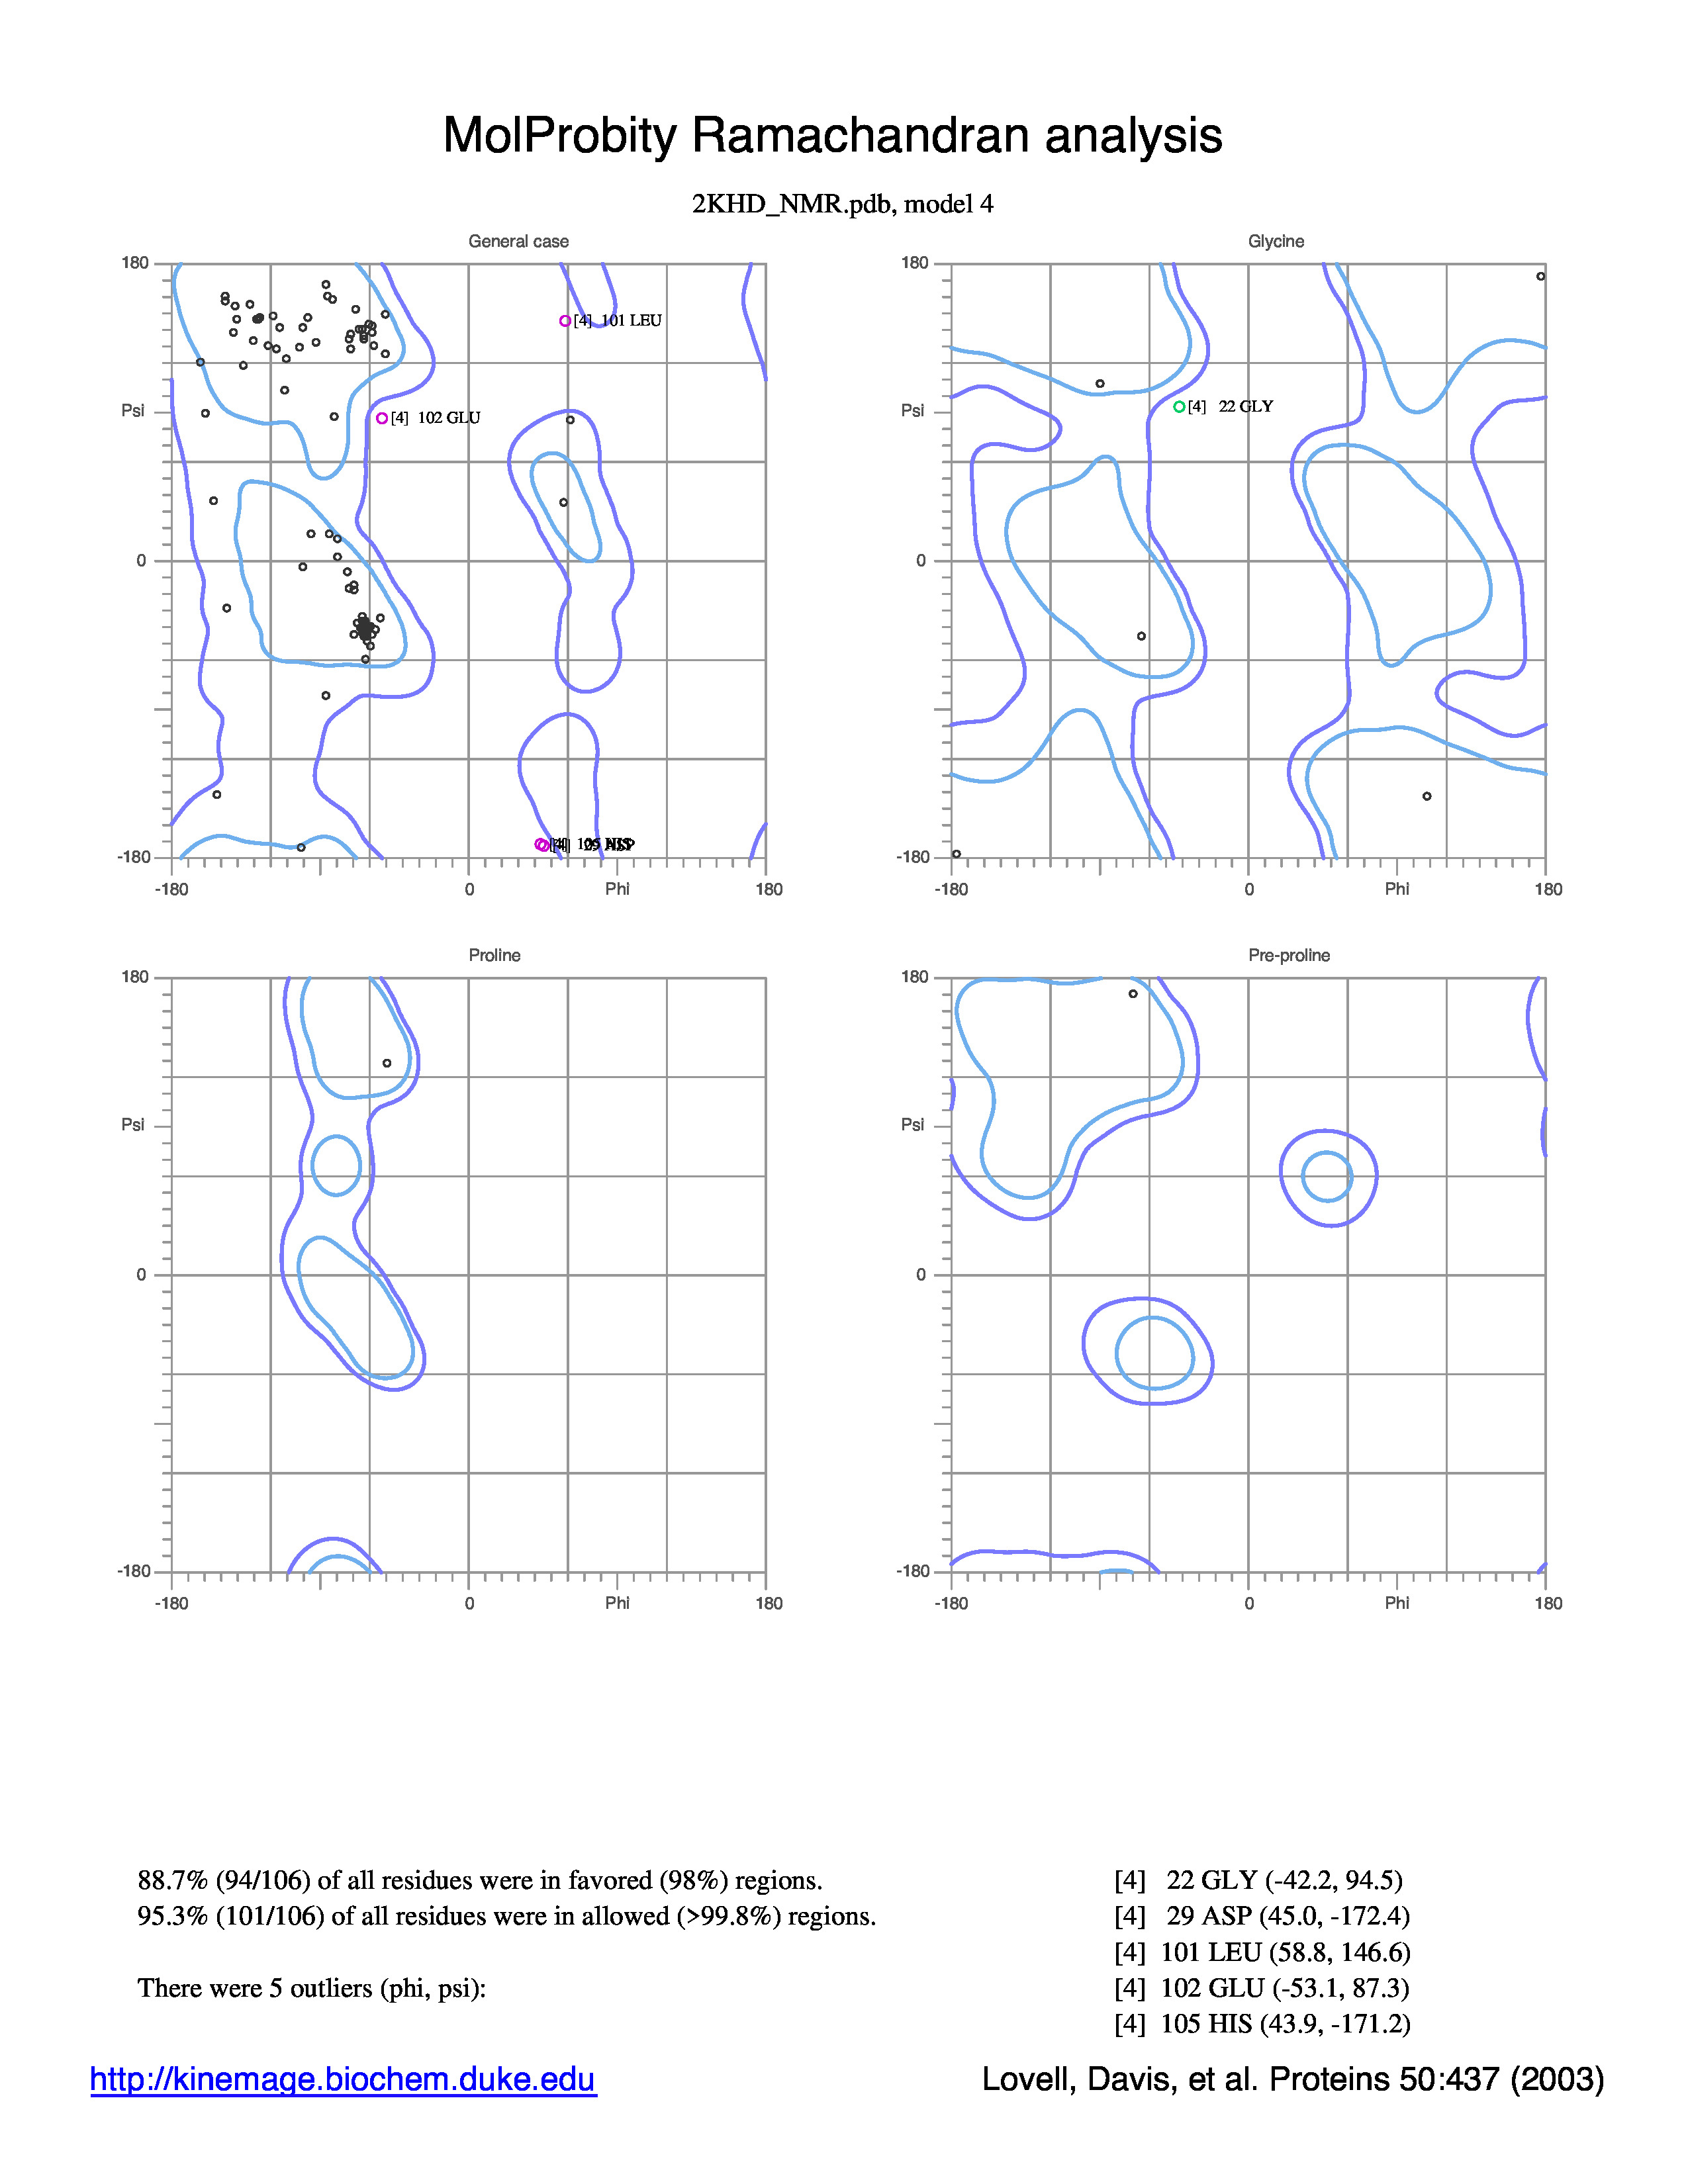 MolProbity Ramachandran analysis
2KHD_NMR.pdb, model 4
General case
180
Psi
0
-180
-180
0
Phi
180
[4] 101 LEU
[4] 102 GLU
[4]
Glycine
180
Psi
0
-180
-180
0
Phi
180
[4] 22 GLY
Proline
180
Psi
0
-180
-180
0
Phi
180
Pre-proline
180
Psi
0
-180
-180
0
Phi
180
88.7% (94/106) of all residues were in favored (98%) regions.
95.3% (101/106) of all residues were in allowed (>99.8%) regions.
There were 5 outliers (phi, psi):
[4] 22 GLY (-42.2, 94.5)
[4] 29 ASP (45.0, -172.4)
[4] 101 LEU (58.8, 146.6)
[4] 102 GLU (-53.1, 87.3)
[4] 105 HIS (43.9, -171.2)
http://kinemage.biochem.duke.edu
Lovell, Davis, et al. Proteins 50:437 (2003)